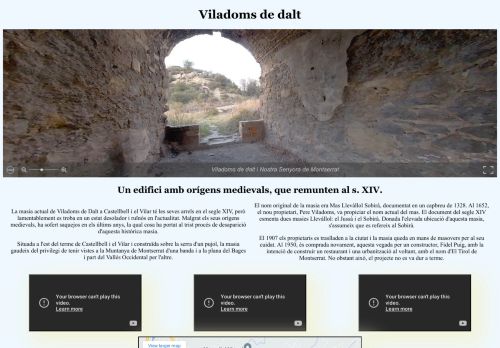 Viladoms de dalt
Viladoms de dalt i Nostra Senyora de Montserrat
Un edifici amb orígens medievals, que remunten al s. XIV.
La masia actual de Viladoms de Dalt a Castellbell i el Vilar té les seves arrels en el segle XIV, però
lamentablement es troba en un estat desolador i ruïnós en l'actualitat. Malgrat els seus orígens
medievals, ha sofert saquejos en els últims anys, la qual cosa ha portat al trist procés de desaparició
d'aquesta històrica masia.
Situada a l'est del terme de Castellbell i el Vilar i construïda sobre la serra d'un pujol, la masia
gaudeix del privilegi de tenir vistes a la Muntanya de Montserrat d'una banda i a la plana del Bages
i part del Vallès Occidental per l'altre.
El nom original de la masia era Mas Llevállol Sobirà, documentat en un capbreu de 1328. Al 1652,
el nou propietari, Pere Viladoms, va propiciar el nom actual del mas. El document del segle XIV
esmenta dues masies Llevállol: el Jussà i el Sobirà. Donada l'elevada ubicació d'aquesta masia,
s'assumeix que es refereix al Sobirà.
El 1907 els propietaris es traslladen a la ciutat i la masia queda en mans de masovers per al seu
cuidat. Al 1950, és comprada novament, aquesta vegada per un constructor, Fidel Puig, amb la
intenció de construir un restaurant i una urbanització al voltant, amb el nom d'El Tirol de
Montserrat. No obstant això, el projecte no es va dur a terme.
Your browser can't play this
video.
Learn more
Your browser can't play this
video.
Learn more
Your browser can't play this
video.
Learn more
View larger map